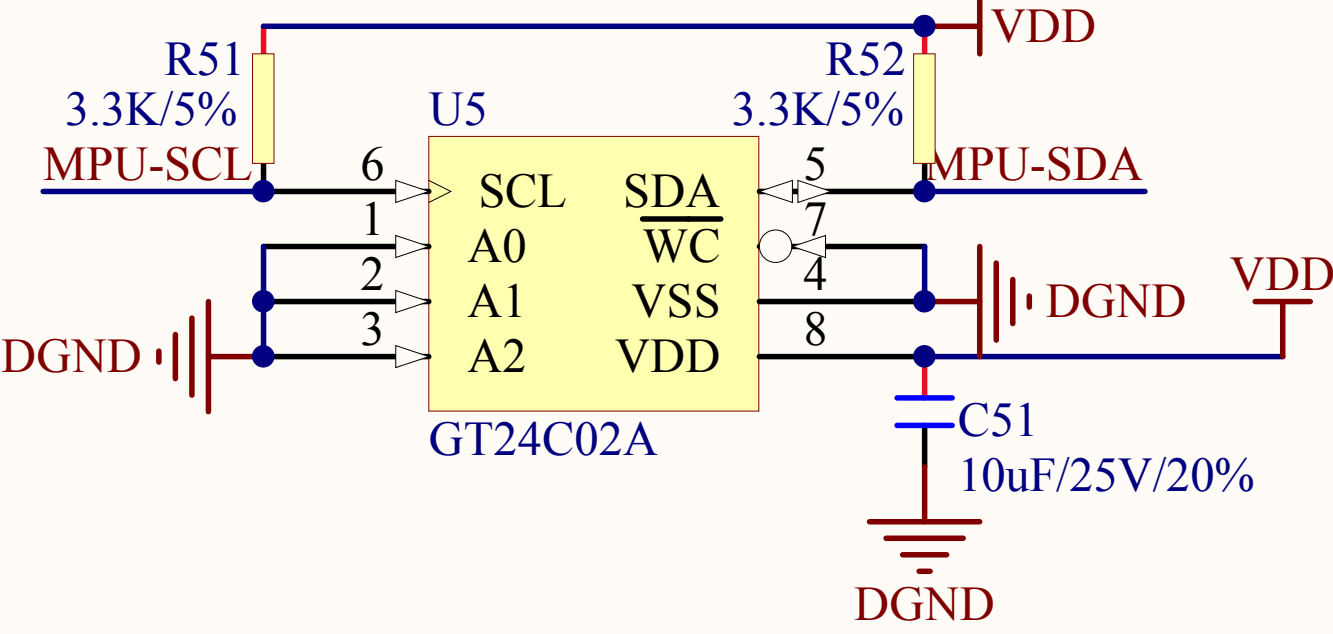 VDD
R51
R52
3.3K/5%
U5
3.3K/5%
MPU-SCL
6
5
MPU-SDA
SCL
SDA
1
7
A0
WC
2
4
A1
VSS
DGND
VDD
3
8
DGND
A2
VDD
GT24C02A
C51
10uF/25V/20%
DGND